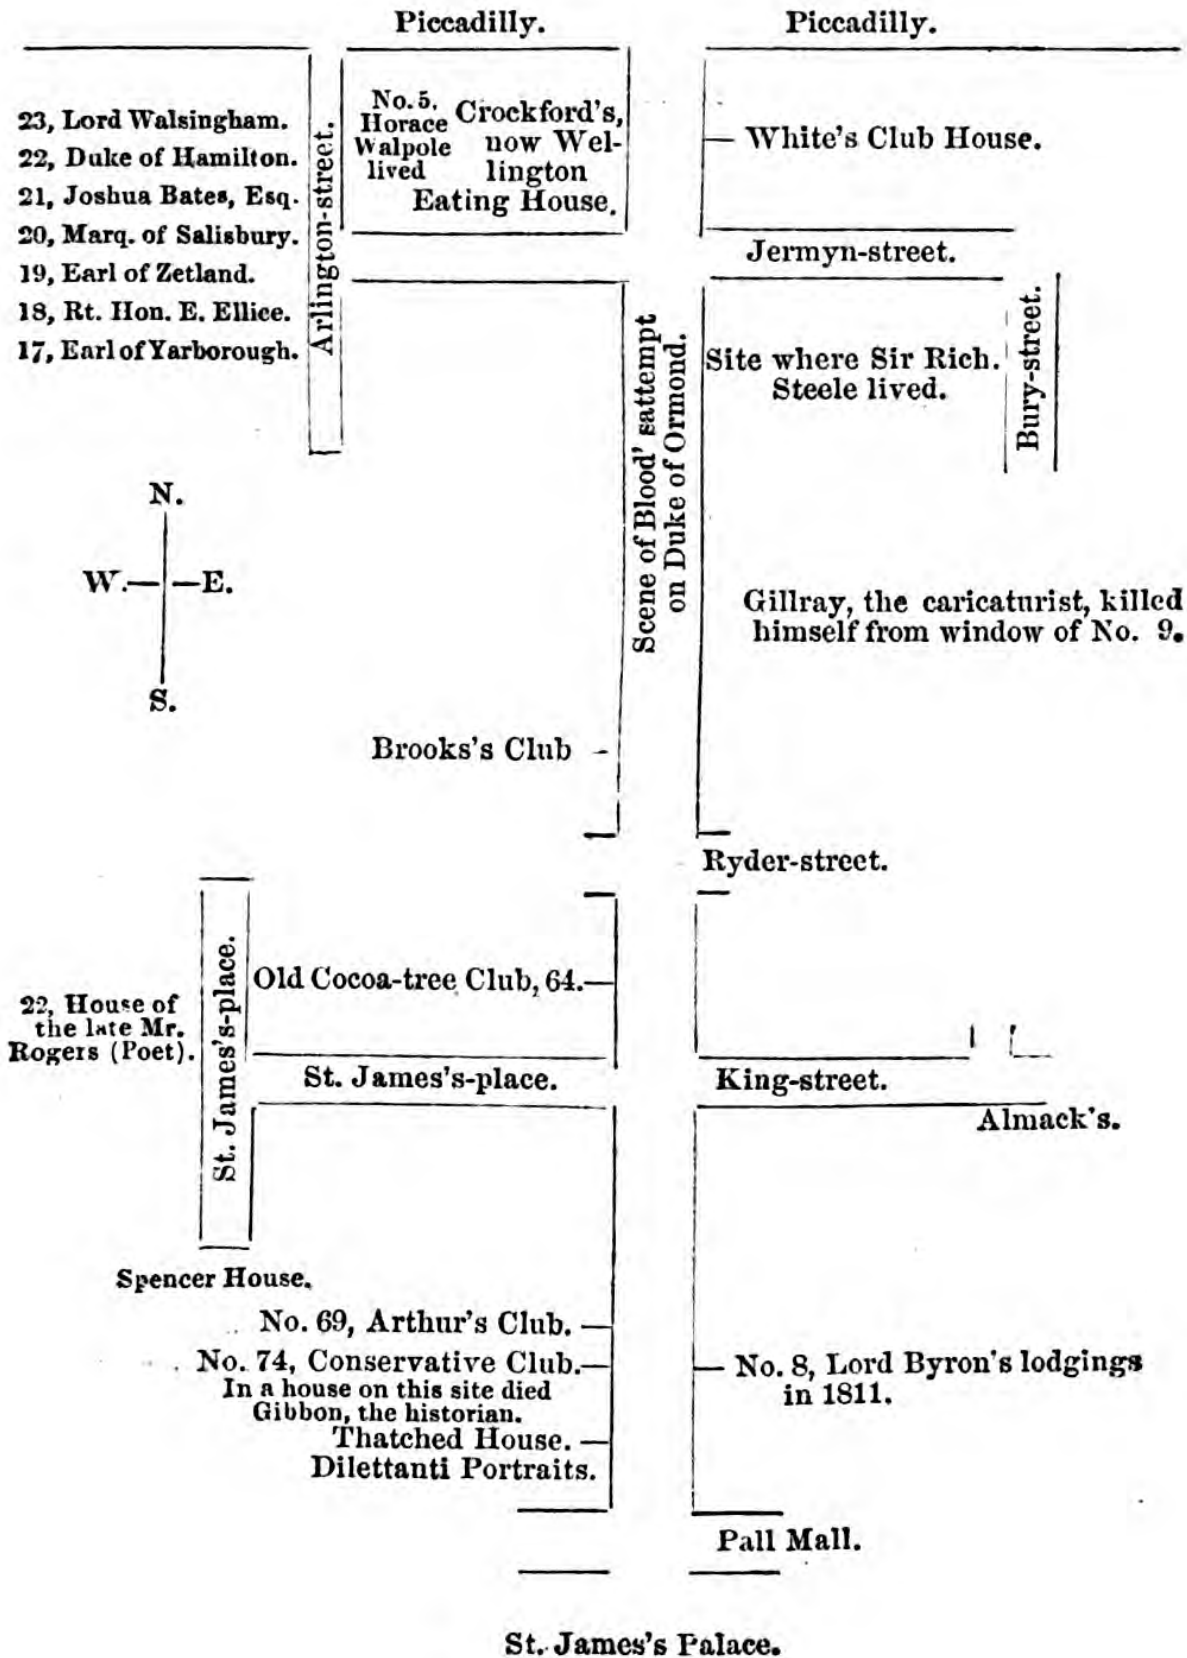 Piccadilly.
Piccadilly.
23, Lord Walsingham.
22, Duke of Hamilton.
21, Joshua Bates, Esq.
20, Marq. of Salisbury.
19, Earl of Zetland.
18, Rt. Hon. E. Ellice.
17, Earl of Yarborough.
Arlington-street.
No. 5,
Horace
Walpole
lived
Crockford's,
now Wel-
lington
Eating House.
White's Club House.
Jermyn-street.
Scene of Blood' sattempt
on Duke of Ormond.
Site where Sir Rich.
Steele lived.
Bury-street.
N.
W.
E.
S.
Gillray, the caricaturist, killed
himself from window of No. 9.
Brooks's Club
Ryder-street.
St. James's-place.
Old Cocoa-tree Club, 64.
22, House of
the late Mr.
Rogers (Poet).
St. James's-place.
King-street.
Almack's.
Spencer House.
No. 69, Arthur's Club.
No. 74, Conservative Club.
In a house on this site died
Gibbon, the historian.
Thatched House.
Dilettanti Portraits.
No. 8, Lord Byron's lodgings
in 1811.
Pall Mall.
St. James's Palace.